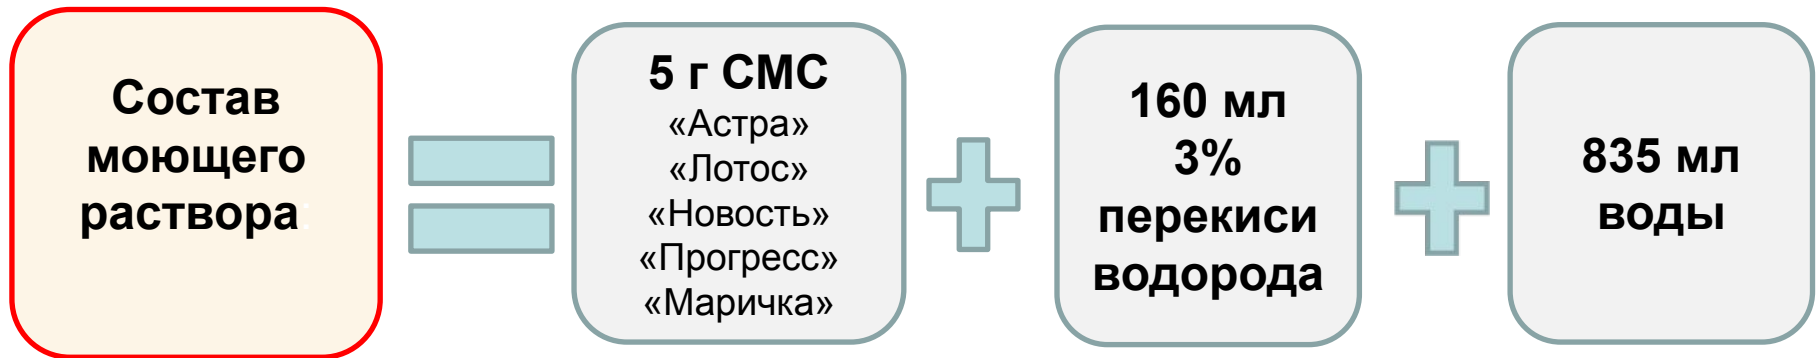 Состав
моющего
раствора:
5 г СМС
«Астра»
«Лотос»
«Новость»
«Прогресс»
«Маричка»
160 мл
3%
перекиси
водорода
835 мл
воды